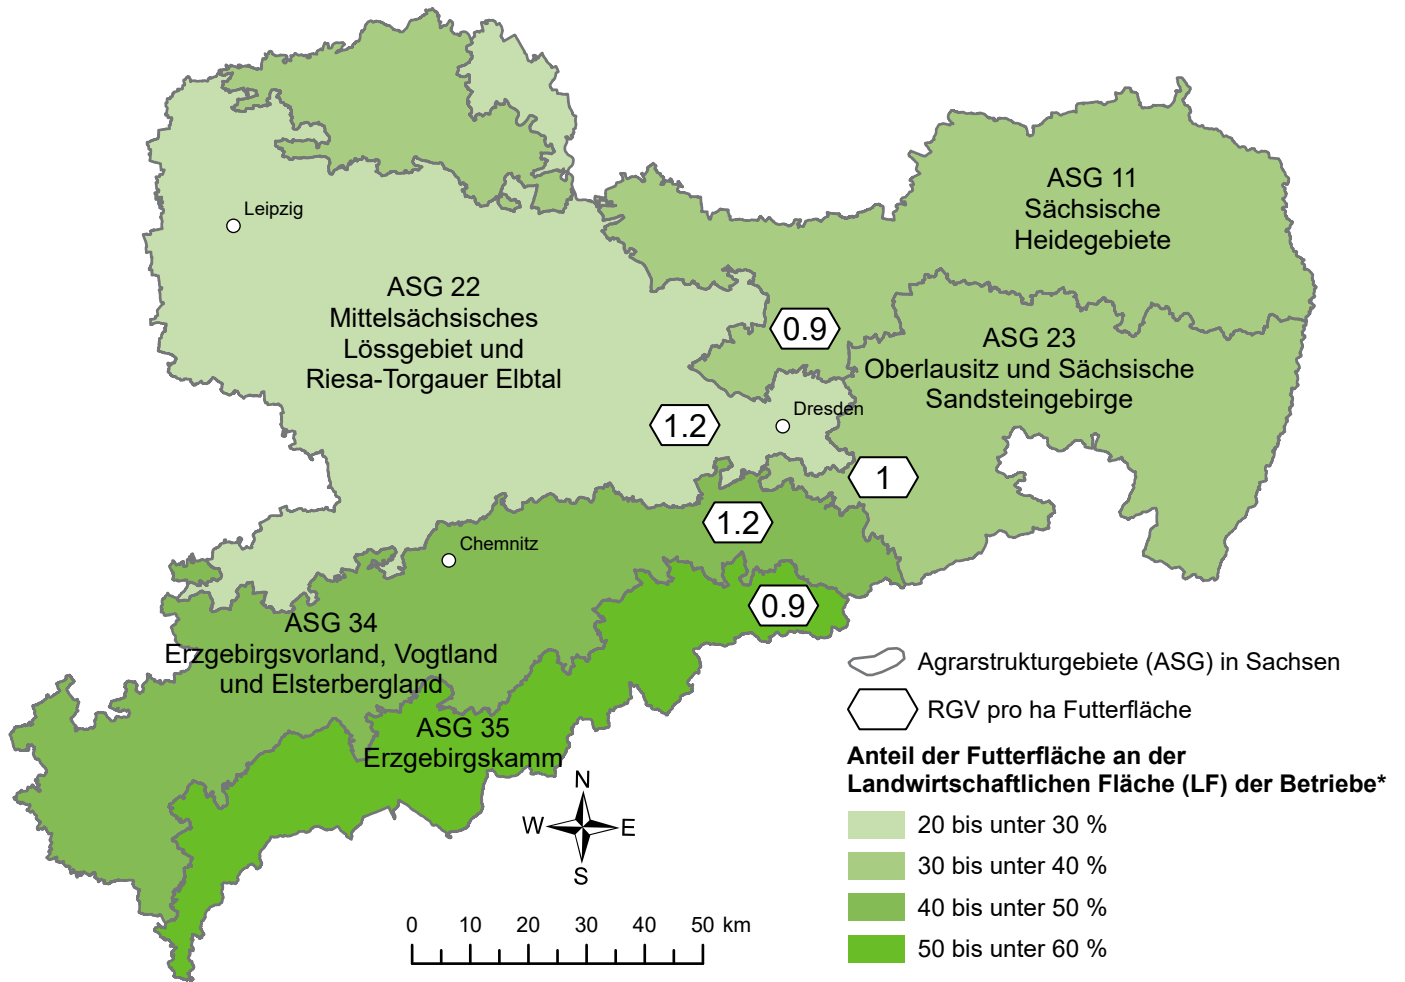 ASG 11
Sächsische
Heidegebiete
Leipzig
ASG 22
Mittelsächsisches
Lössgebiet und
Riesa-Torgauer Elbtal
0.9
ASG 23
Oberlausitz und Sächsische
Sandsteingebirge
Dresden
1.2
1
1.2
Chemnitz
0.9
ASG 34
Erzgebirgsvorland, Vogtland
und Elsterbergland
ASG 35
Erzgebirgskamm
N
W
E
S
0 10 20 30 40 50 km
Agrarstrukturgebiete (ASG) in Sachsen
RGV pro ha Futterfläche
Anteil der Futterfläche an der
Landwirtschaftlichen Fläche (LF) der Betriebe*
20 bis unter 30 %
30 bis unter 40 %
40 bis unter 50 %
50 bis unter 60 %